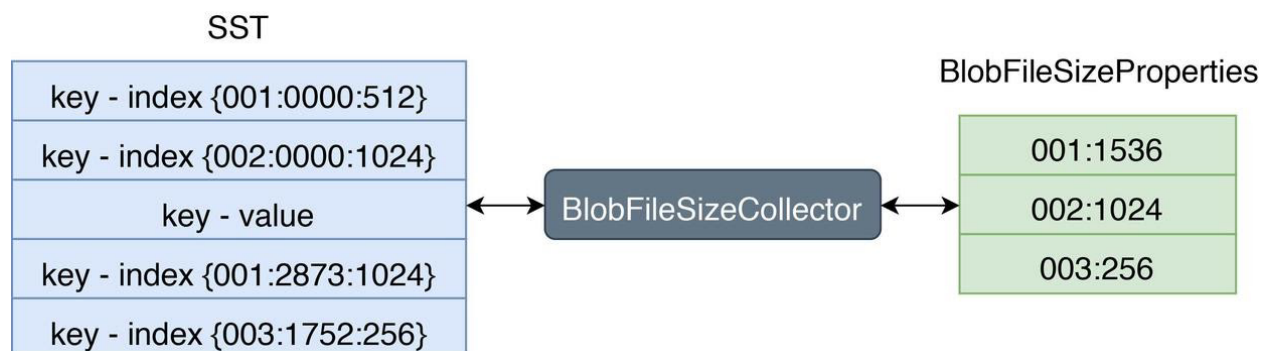 SST
key - index {001:0000:512}
key - index {002:0000:1024}
key - value
key - index {001:2873:1024}
key - index {003:1752:256}
BlobFileSizeCollector
BlobFileSizeProperties
001:1536
002:1024
003:256